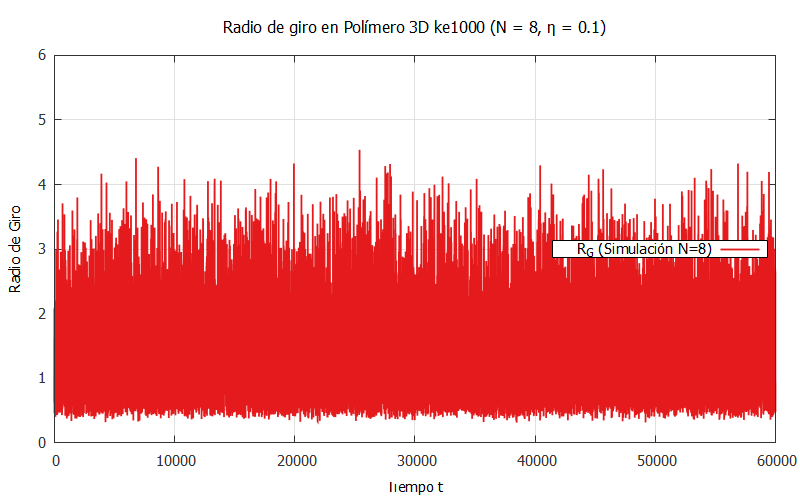 Radio de giro en Polímero 3D ke1000 (N = 8, η = 0.1)
6
5
4
3
2
1
0
Radio de Giro
R_G (Simulación N=8)
0 10000 20000 30000 40000 50000 60000
Tiempo t